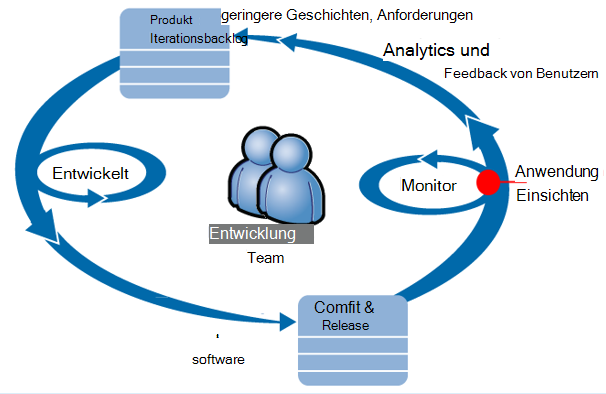 Produkt
Iterationsbacklog
geringere Geschichten, Anforderungen
Analytics und
Feedback von Benutzern
Entwickelt
Monitor
Anwendung
Einsichten
Entwicklung
Team
Comfit &
Release
software